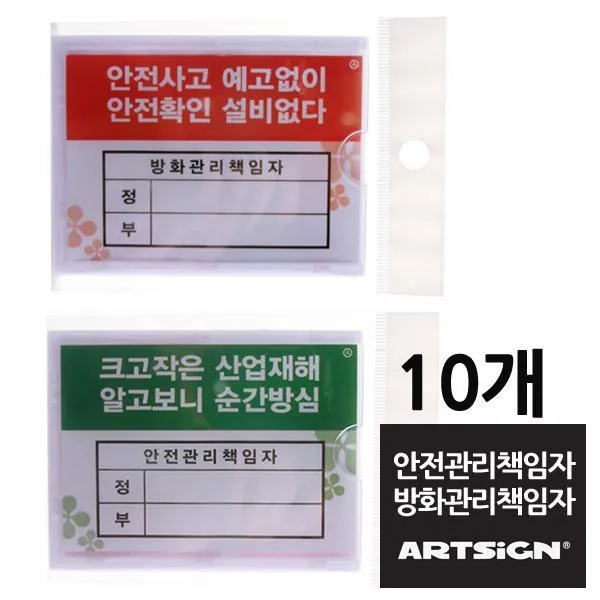 안전사고 예고없이
안전확인 설비없다
방화관리책임자
정
부
크고작은 산업재해
알고보니 순간방심
안전관리책임자
정
부
10개
안전관리책임자
방화관리책임자
ARTSiGN®